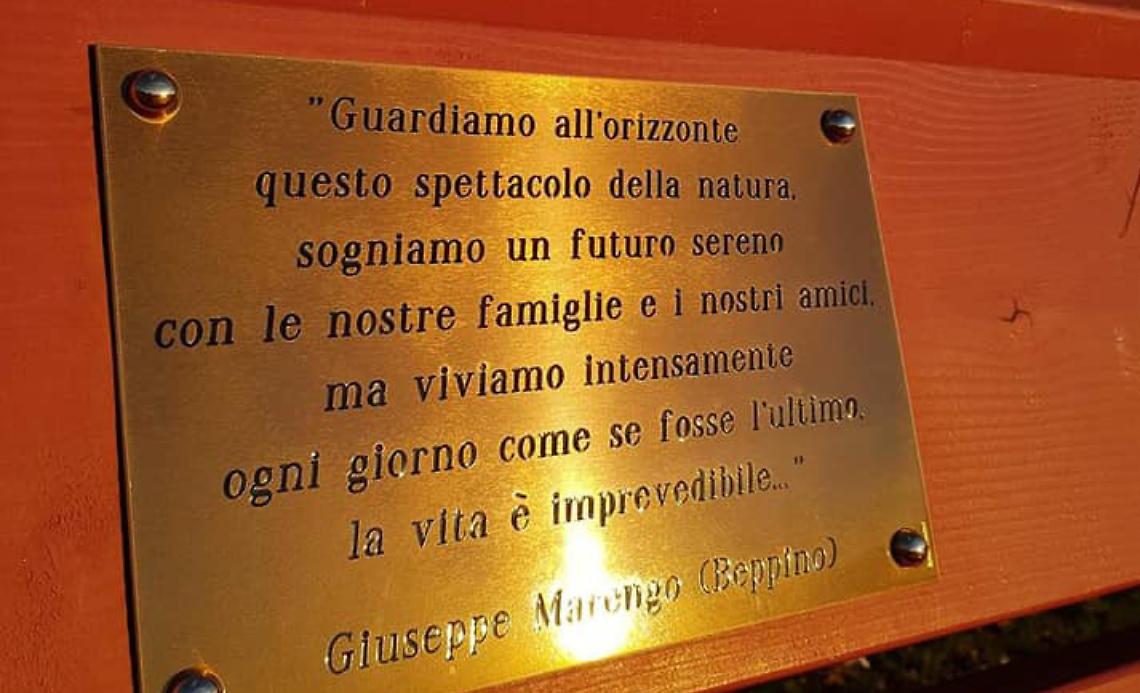 "Guardiamo all'orizzonte
questo spettacolo della natura,
sogniamo un futuro sereno
con le nostre famiglie e i nostri amici,
ma viviamo intensamente
ogni giorno come se fosse l'ultimo,
la vita è imprevedibile..."
Giuseppe Marengo (Beppino)